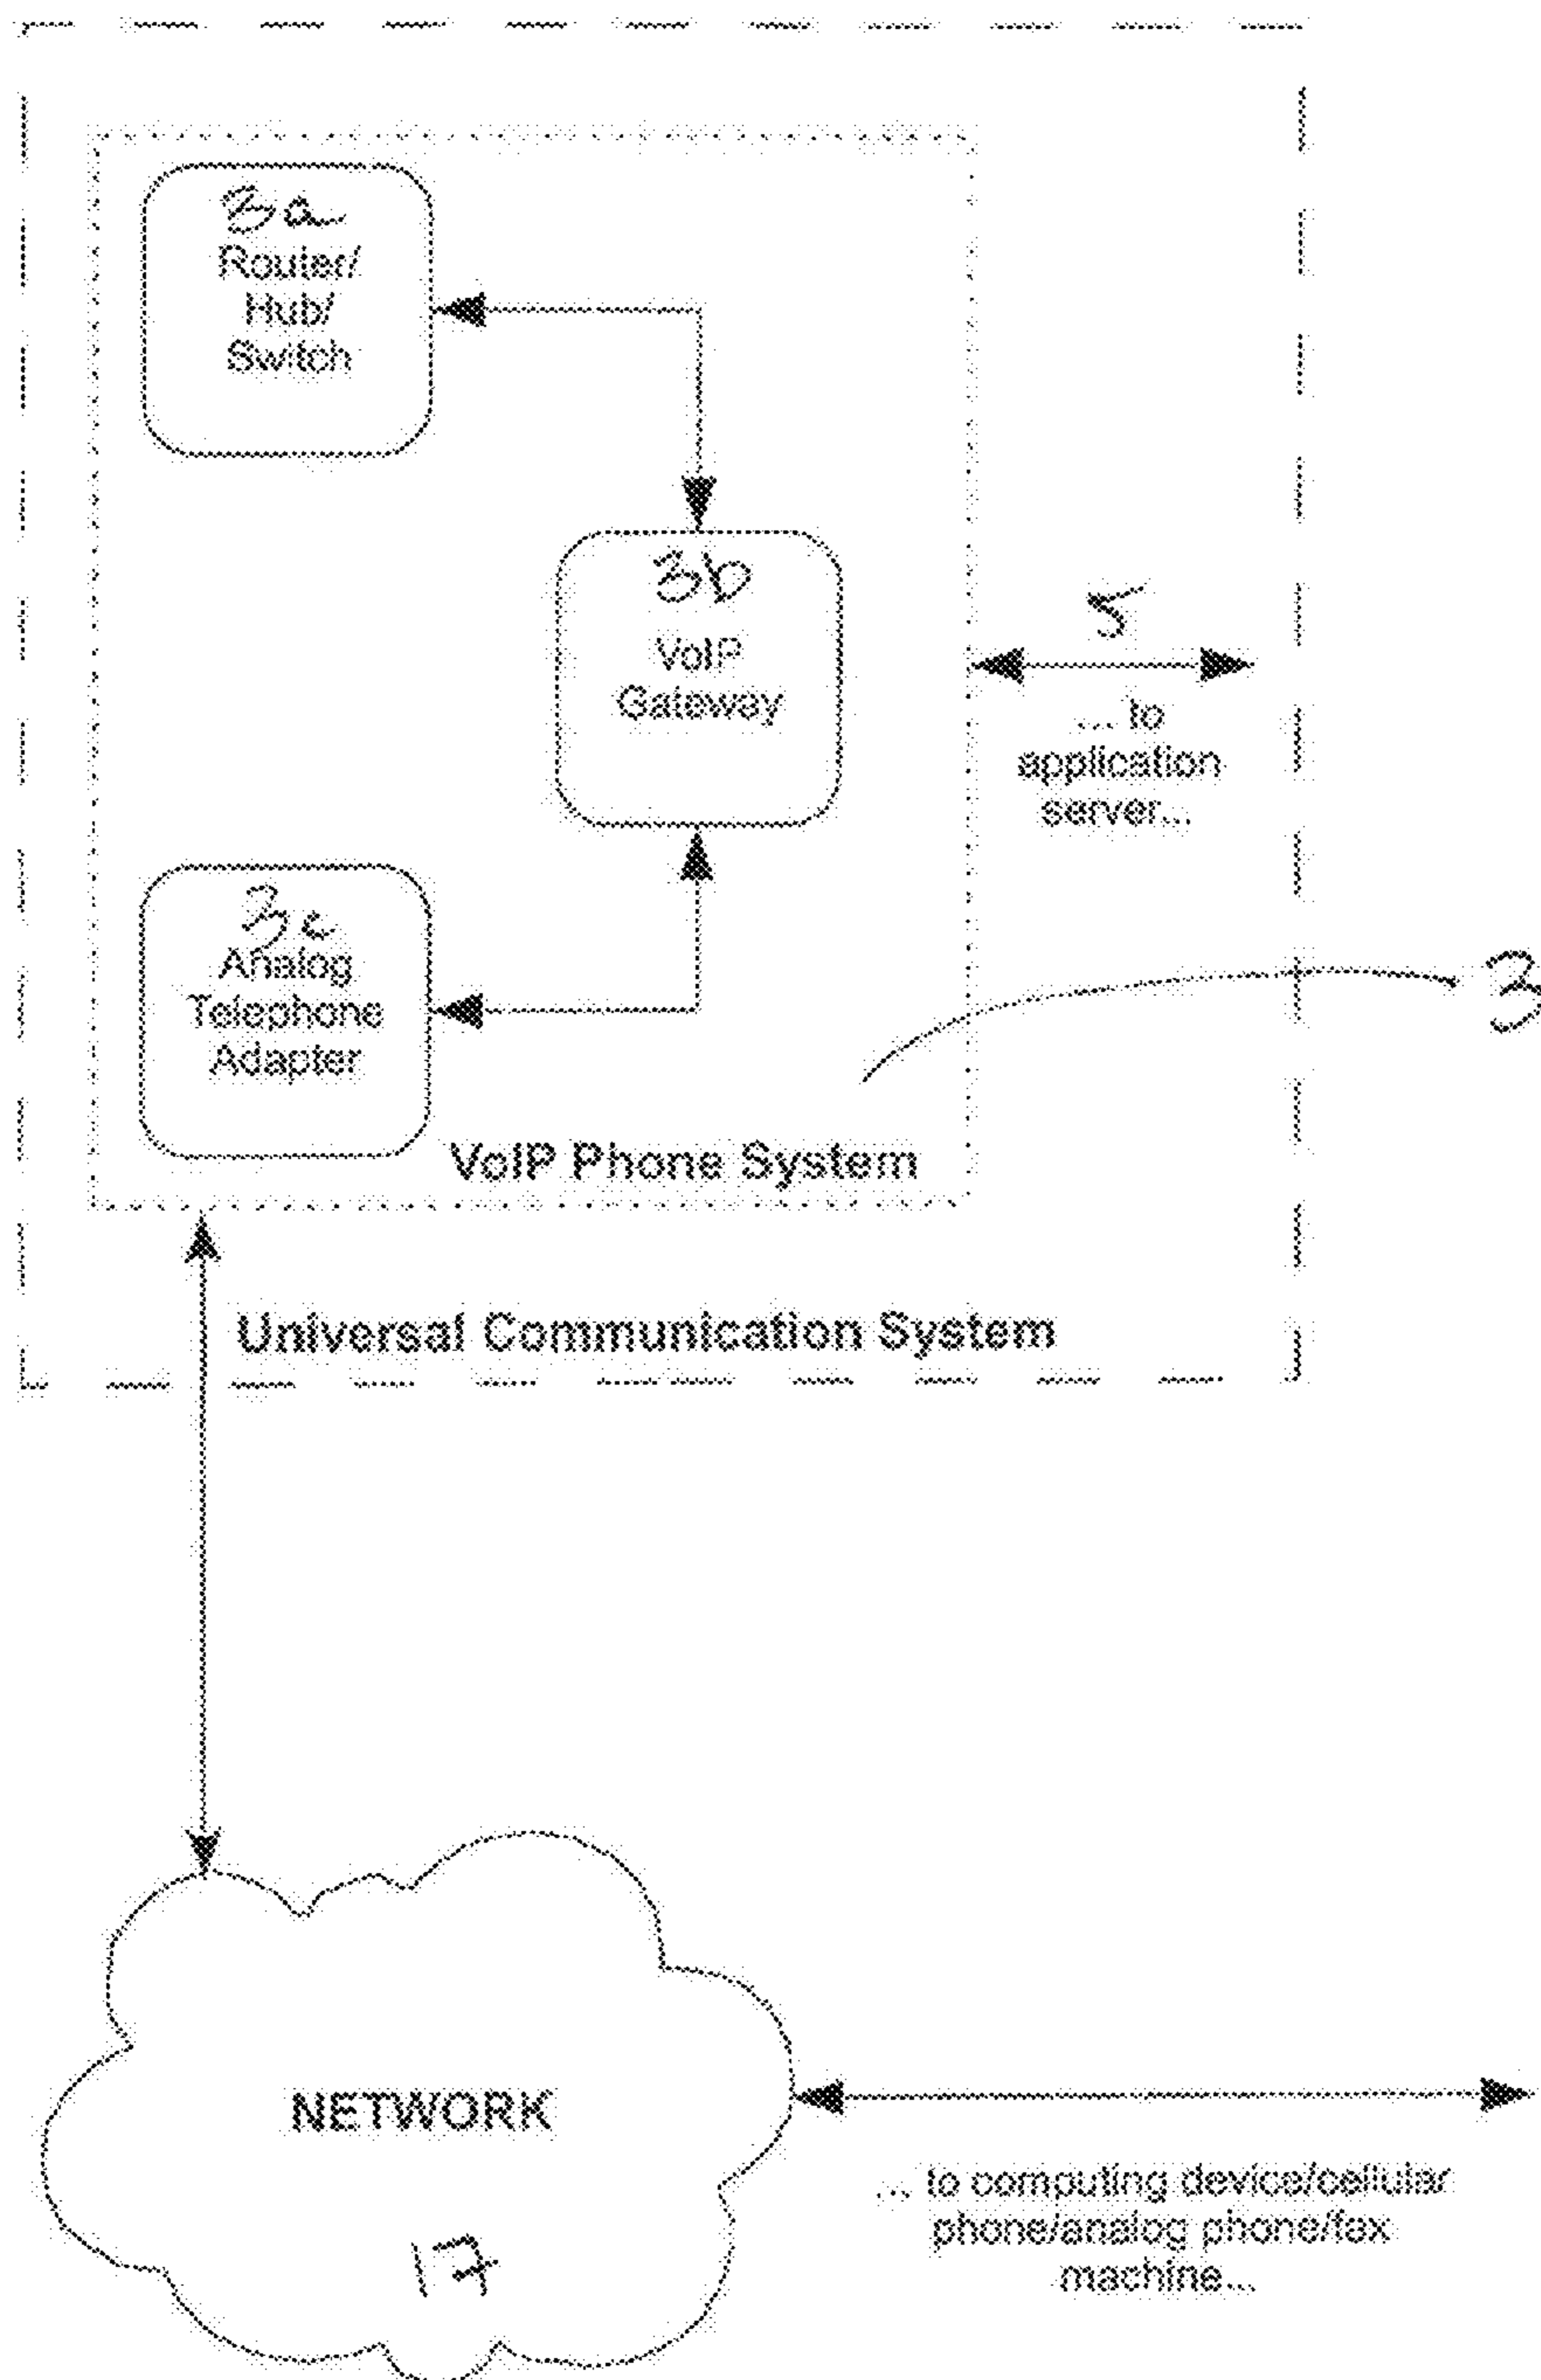 3a
Router/
Hub/
Switch
3b
VoIP
Gateway
5
... to
application
server...
3c
Analog
Telephone
Adapter
3
VoIP Phone System
Universal Communication System
NETWORK
17
... to computing device/cellular
phone/analog phone/fax
machine...